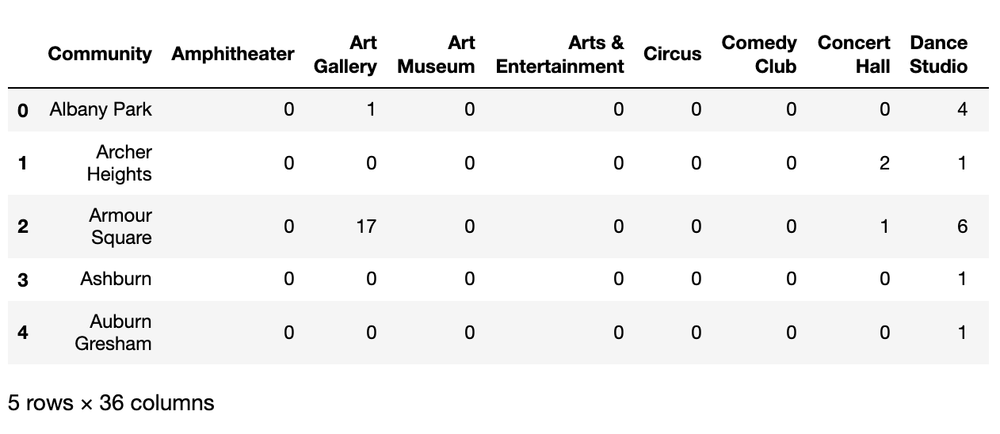 Community Amphitheater Art Gallery Art Museum Arts & Entertainment Circus Comedy Club Concert Hall Dance Studio
0 Albany Park 0 1 0 0 0 0 0 4
1 Archer Heights 0 0 0 0 0 0 2 1
2 Armour Square 0 17 0 0 0 0 1 6
3 Ashburn 0 0 0 0 0 0 0 1
4 Auburn Gresham 0 0 0 0 0 0 0 1
5 rows × 36 columns